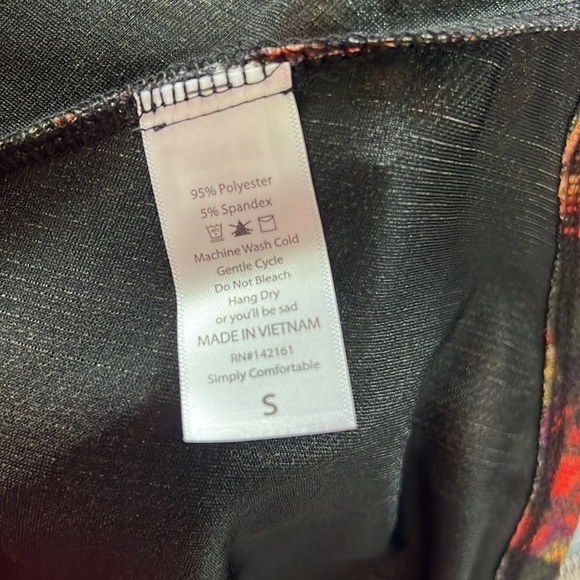 95% Polyester
5% Spandex
Machine Wash Cold
Gentle Cycle
Do Not Bleach
Hang Dry
or you'll be sad
MADE IN VIETNAM
RN#142161
Simply Comfortable
S